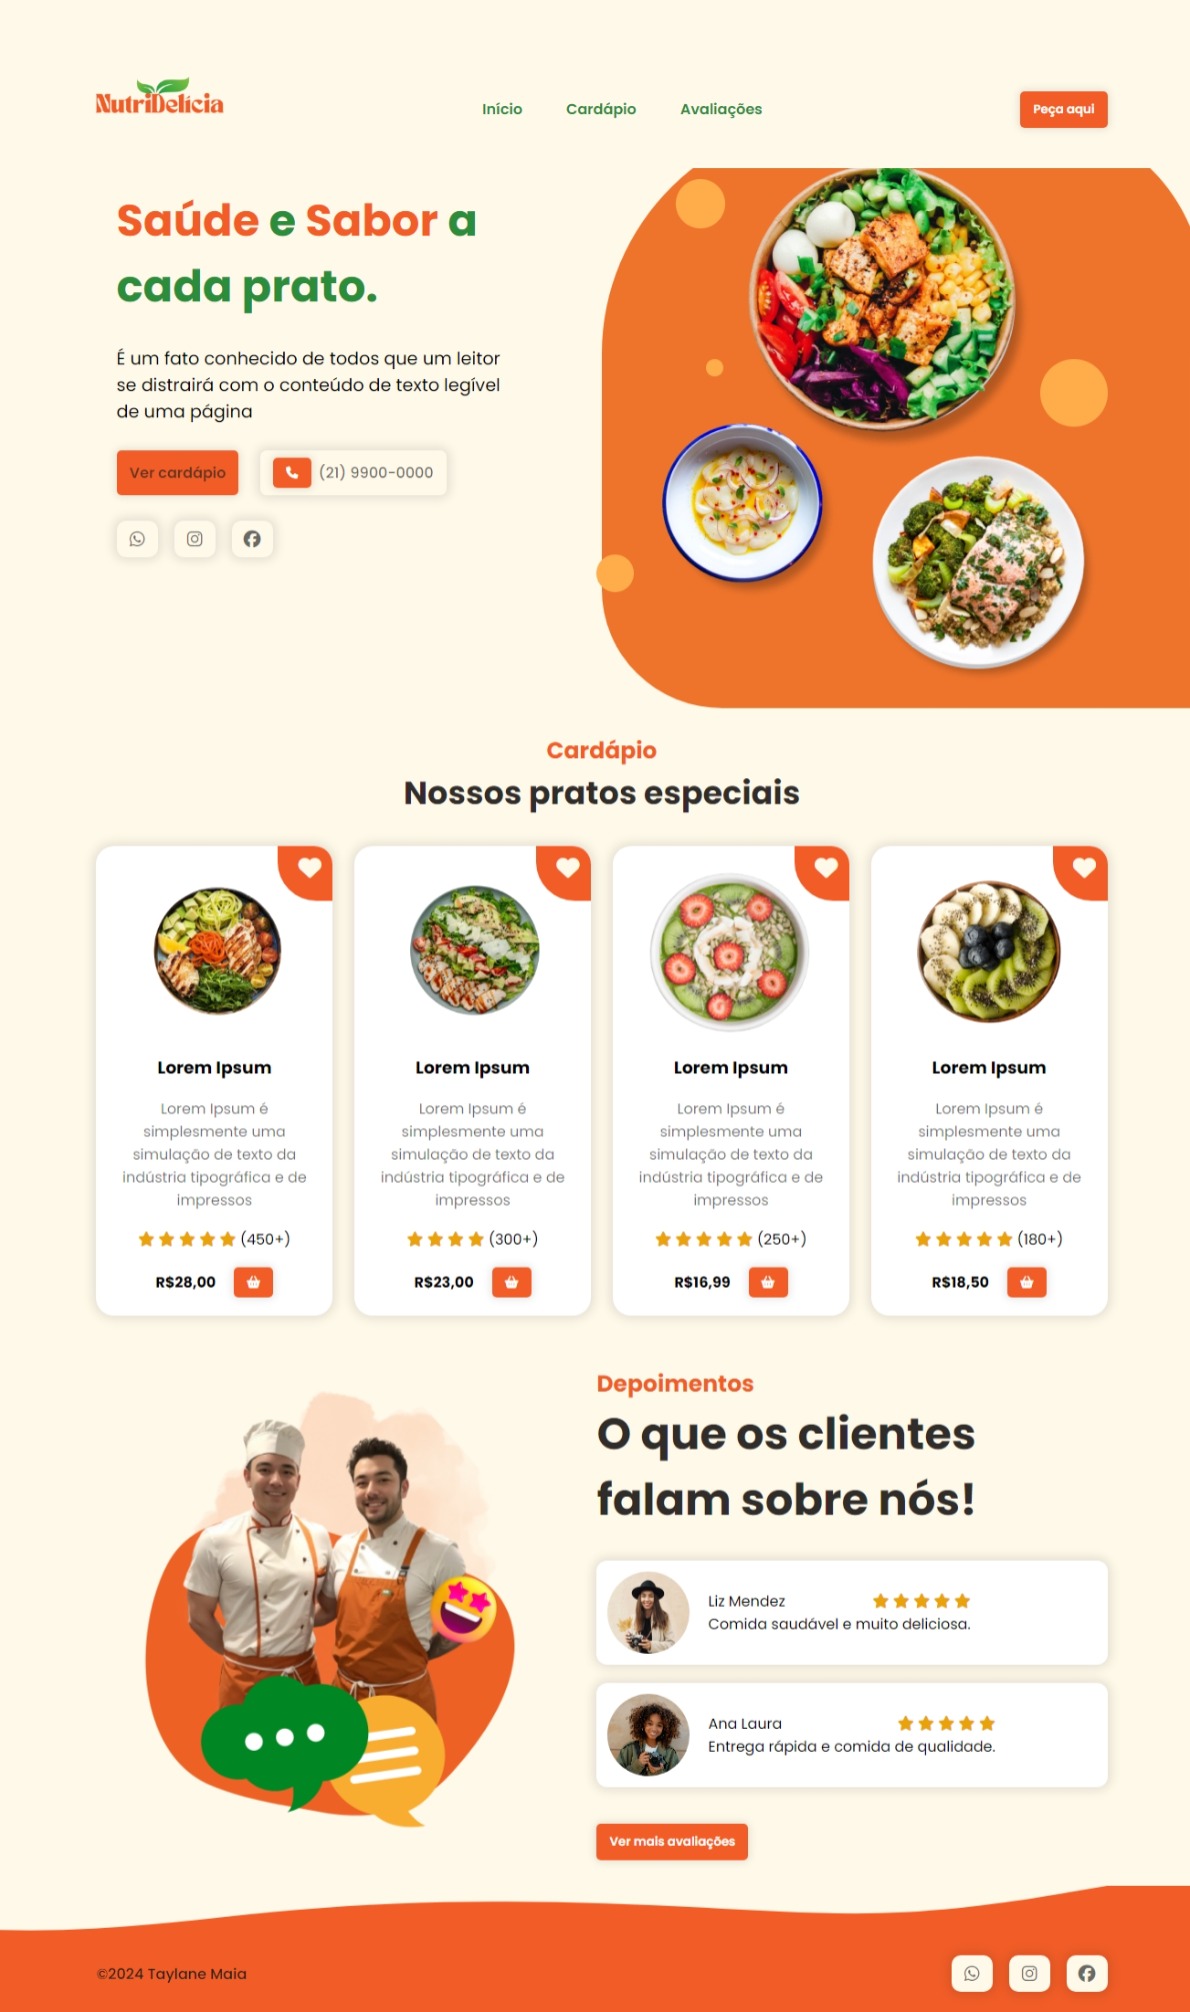 NutriDelícia
Início
Cardápio
Avaliações
Peça aqui
Saúde e Sabor a
cada prato.
É um fato conhecido de todos que um leitor
se distrairá com o conteúdo de texto legível
de uma página
Ver cardápio
(21) 9900-0000
Cardápio
Nossos pratos especiais
Lorem Ipsum
Lorem Ipsum é
simplesmente uma
simulação de texto da
indústria tipográfica e de
impressos
(450+)
R$28,00
Lorem Ipsum
Lorem Ipsum é
simplesmente uma
simulação de texto da
indústria tipográfica e de
impressos
(300+)
R$23,00
Lorem Ipsum
Lorem Ipsum é
simplesmente uma
simulação de texto da
indústria tipográfica e de
impressos
(250+)
R$16,99
Lorem Ipsum
Lorem Ipsum é
simplesmente uma
simulação de texto da
indústria tipográfica e de
impressos
(180+)
R$18,50
Depoimentos
O que os clientes
falam sobre nós!
Liz Mendez
Comida saudável e muito deliciosa.
Ana Laura
Entrega rápida e comida de qualidade.
Ver mais avaliações
©2024 Taylane Maia